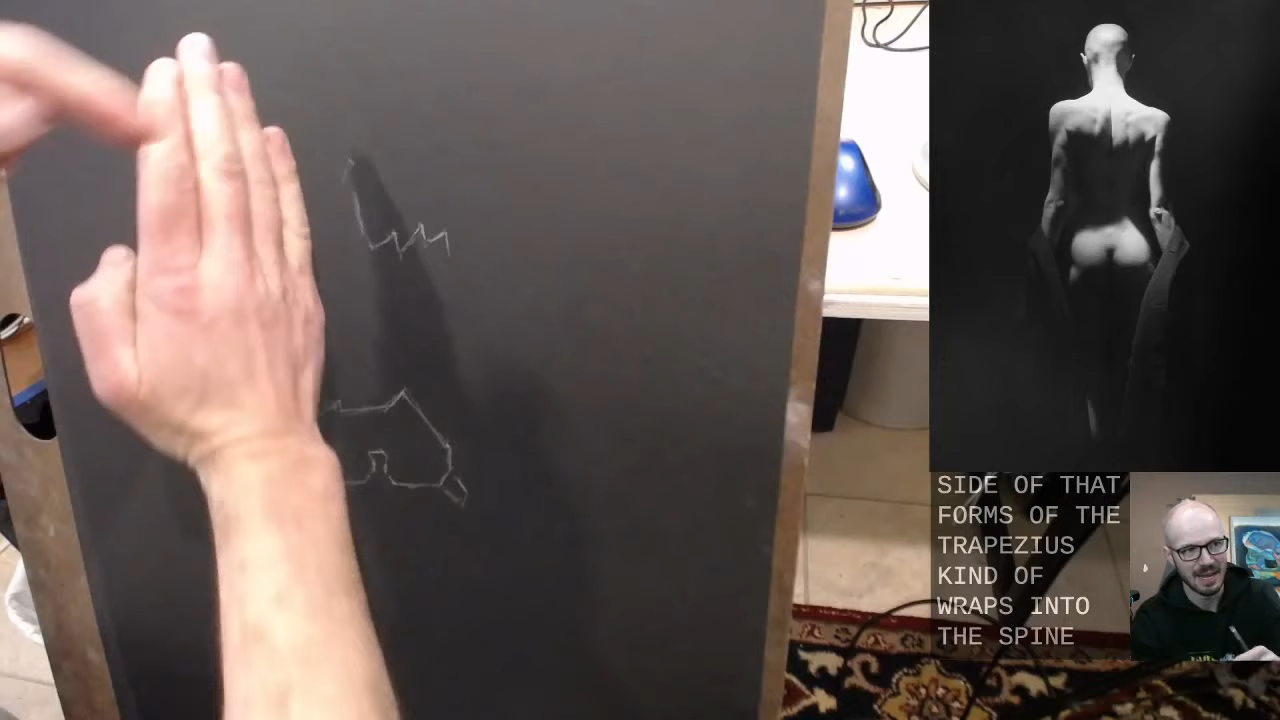 SIDE OF THAT
FORMS OF THE
TRAPEZIUS
KIND OF
WRAPS INTO
THE SPINE